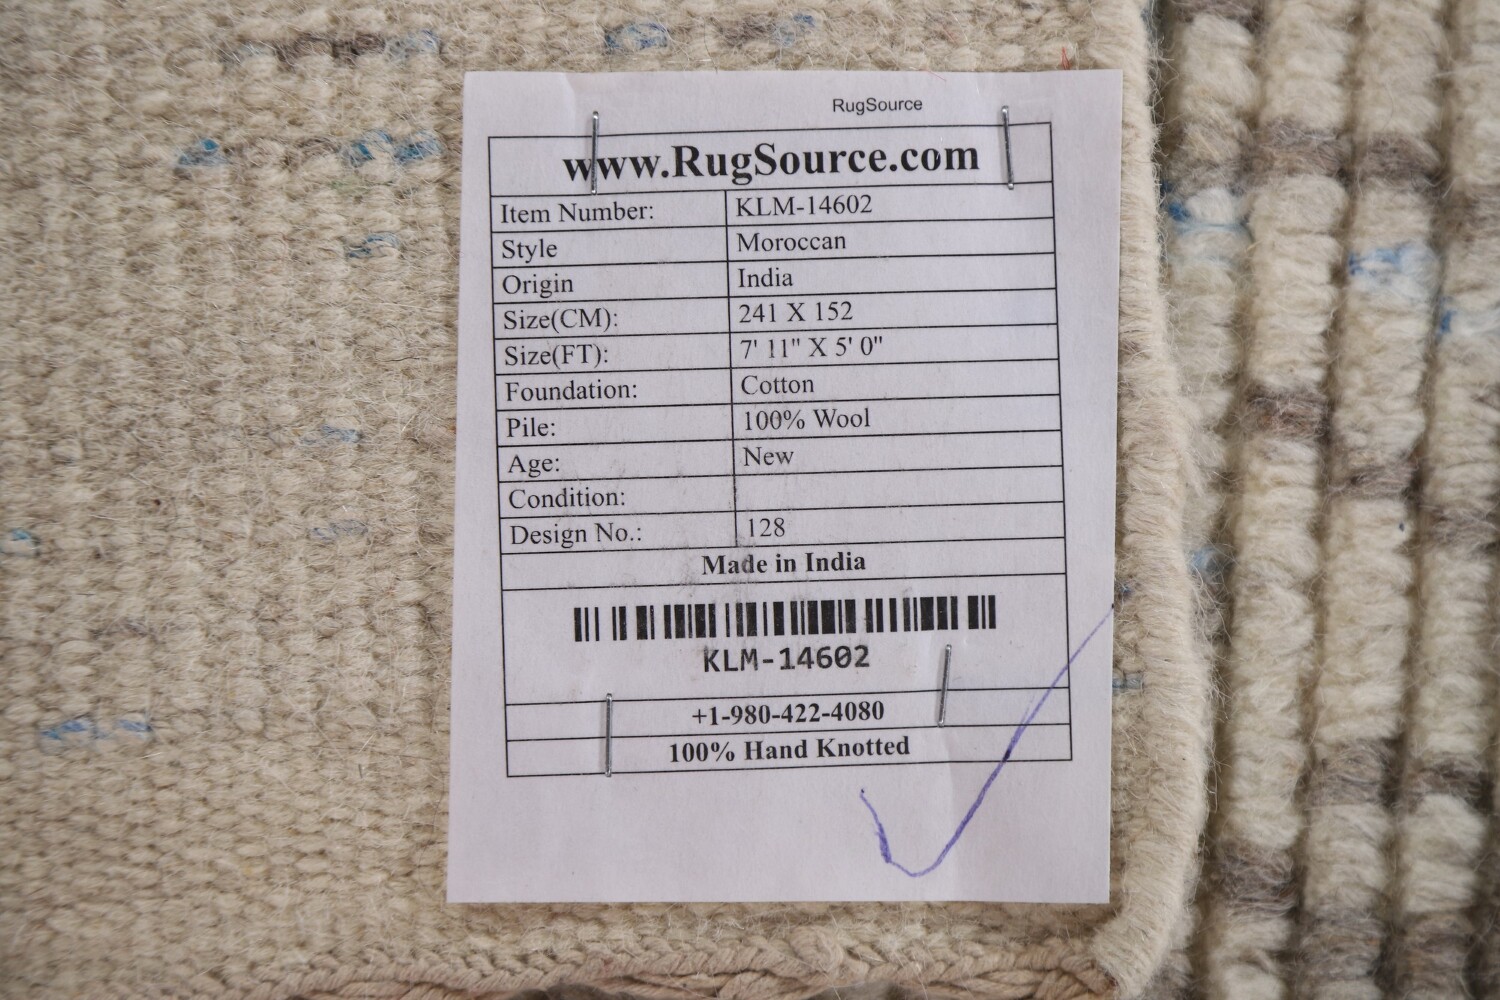 RugSource
www.RugSource.com
Item Number: KLM-14602
Style Moroccan
Origin India
Size(CM): 241 X 152
Size(FT): 7' 11" X 5' 0"
Foundation: Cotton
Pile: 100% Wool
Age: New
Condition:
Design No.: 128
Made in India
KLM-14602
+1-980-422-4080
100% Hand Knotted